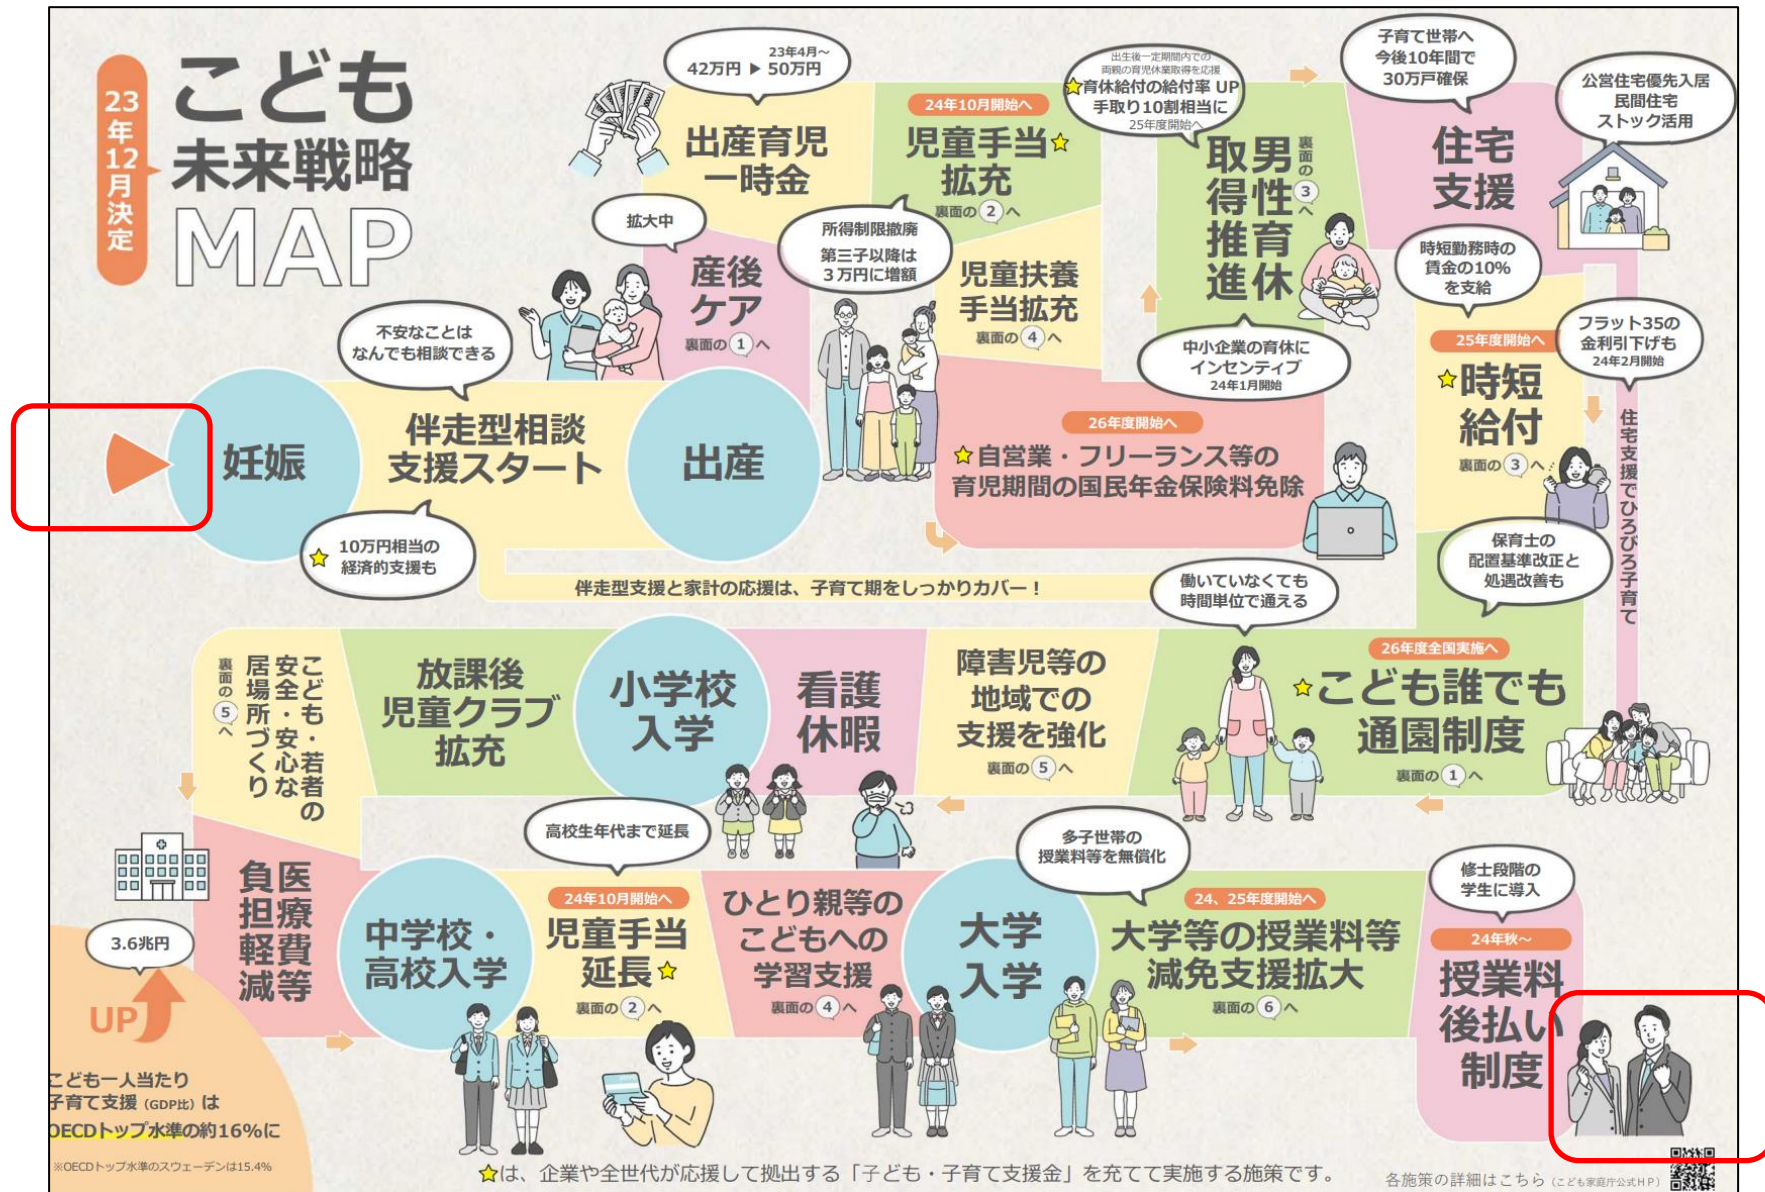 23年12月決定
こども
未来戦略
MAP
23年4月～
42万円 ▶ 50万円
出産育児
一時金
24年10月開始へ
児童手当☆
拡充
裏面の②へ
所得制限撤廃
第三子以降は
３万円に増額
児童扶養
手当拡充
裏面の④へ
拡大中
産後
ケア
裏面の①へ
出生後一定期間内での
両親の育児休業取得を応援
☆育休給付の給付率 UP
手取り10割相当に
25年度開始へ
男性育休
取得推進
裏面の③へ
中小企業の育休に
インセンティブ
24年1月開始
子育て世帯へ
今後10年間で
30万戸確保
住宅
支援
公営住宅優先入居
民間住宅
ストック活用
時短勤務時の
賃金の10%
を支給
25年度開始へ
☆時短
給付
裏面の③へ
フラット35の
金利引下げも
24年2月開始
住宅支援でひろびろ子育て
不安なことは
なんでも相談できる
妊娠
伴走型相談
支援スタート
☆10万円相当の
経済的支援も
出産
26年度開始へ
☆自営業・フリーランス等の
育児期間の国民年金保険料免除
伴走型支援と家計の応援は、子育て期をしっかりカバー！
保育士の
配置基準改正と
処遇改善も
働いていなくても
時間単位で通える
26年度全国実施へ
☆こども誰でも
通園制度
裏面の①へ
障害児等の
地域での
支援を強化
裏面の⑤へ
看護
休暇
小学校
入学
放課後
児童クラブ
拡充
こども・若者の
安全・安心な
居場所づくり
裏面の⑤へ
医療費等
負担軽減
中学校・
高校入学
高校生年代まで延長
24年10月開始へ
児童手当
延長☆
裏面の②へ
ひとり親等の
こどもへの
学習支援
裏面の④へ
大学
入学
多子世帯の
授業料等を無償化
24、25年度開始へ
大学等の授業料等
減免支援拡大
裏面の⑥へ
修士段階の
学生に導入
24年秋～
授業料
後払い
制度
3.6兆円
UP
こども一人当たり
子育て支援（GDP比）は
OECDトップ水準の約16%に
※OECDトップ水準のスウェーデンは15.4%
☆は、企業や全世代が応援して拠出する「子ども・子育て支援金」を充てて実施する施策です。
各施策の詳細はこちら（こども家庭庁公式HP）